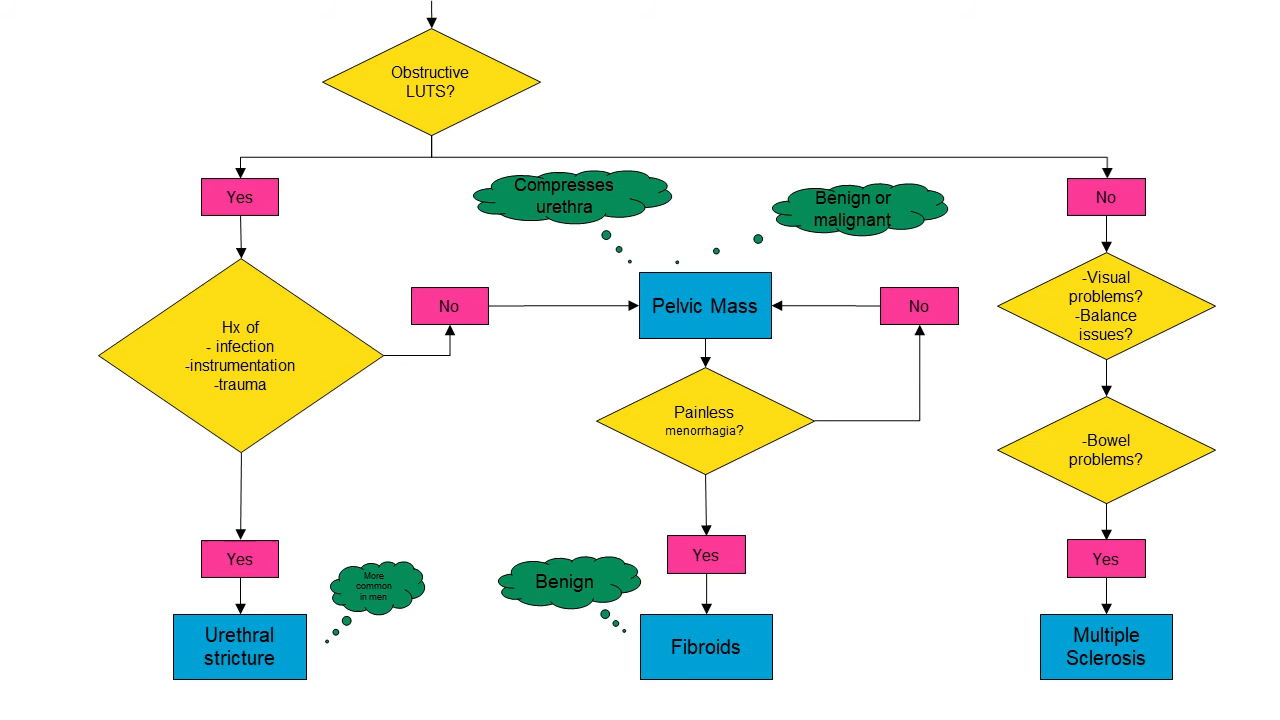 Obstructive
LUTS?
Yes
Compresses
urethra
Benign or
malignant
No
Hx of
- infection
-instrumentation
-trauma
No
Pelvic Mass
No
-Visual
problems?
-Balance
issues?
Painless
menorrhagia?
-Bowel
problems?
Yes
More
common
in men
Benign
Yes
Yes
Urethral
stricture
Fibroids
Multiple
Sclerosis